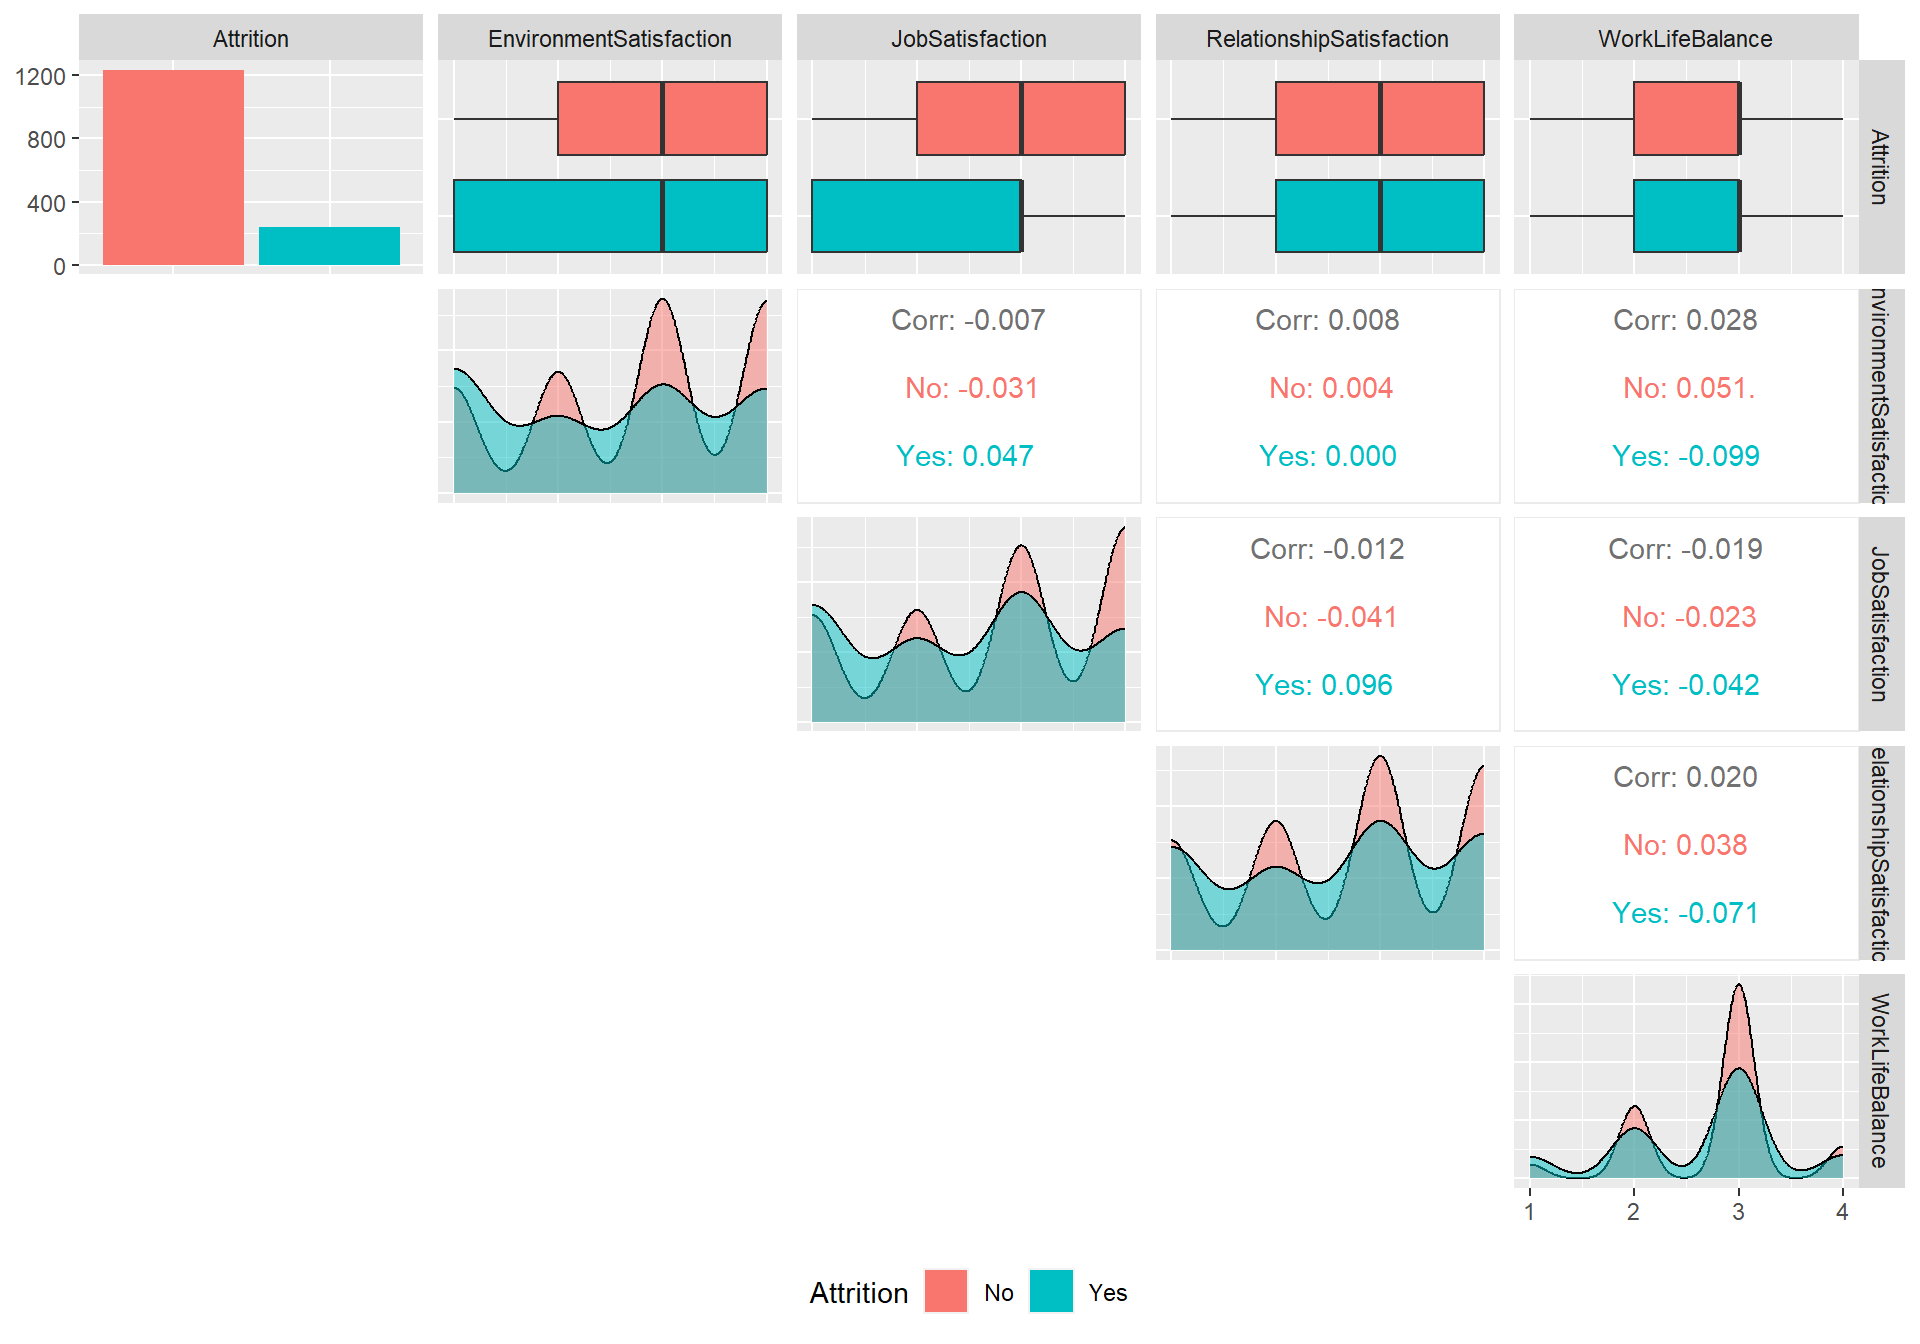 Attrition
EnvironmentSatisfaction
JobSatisfaction
RelationshipSatisfaction
WorkLifeBalance
1200
800
400
0
Attrition
Corr: -0.007
No: -0.031
Yes: 0.047
Corr: 0.008
No: 0.004
Yes: 0.000
Corr: 0.028
No: 0.051.
Yes: -0.099
nvironmentSatisfactic
Corr: -0.012
No: -0.041
Yes: 0.096
Corr: -0.019
No: -0.023
Yes: -0.042
JobSatisfaction
Corr: 0.020
No: 0.038
Yes: -0.071
elationshipSatisfactic
WorkLifeBalance
1 2 3 4
Attrition No Yes